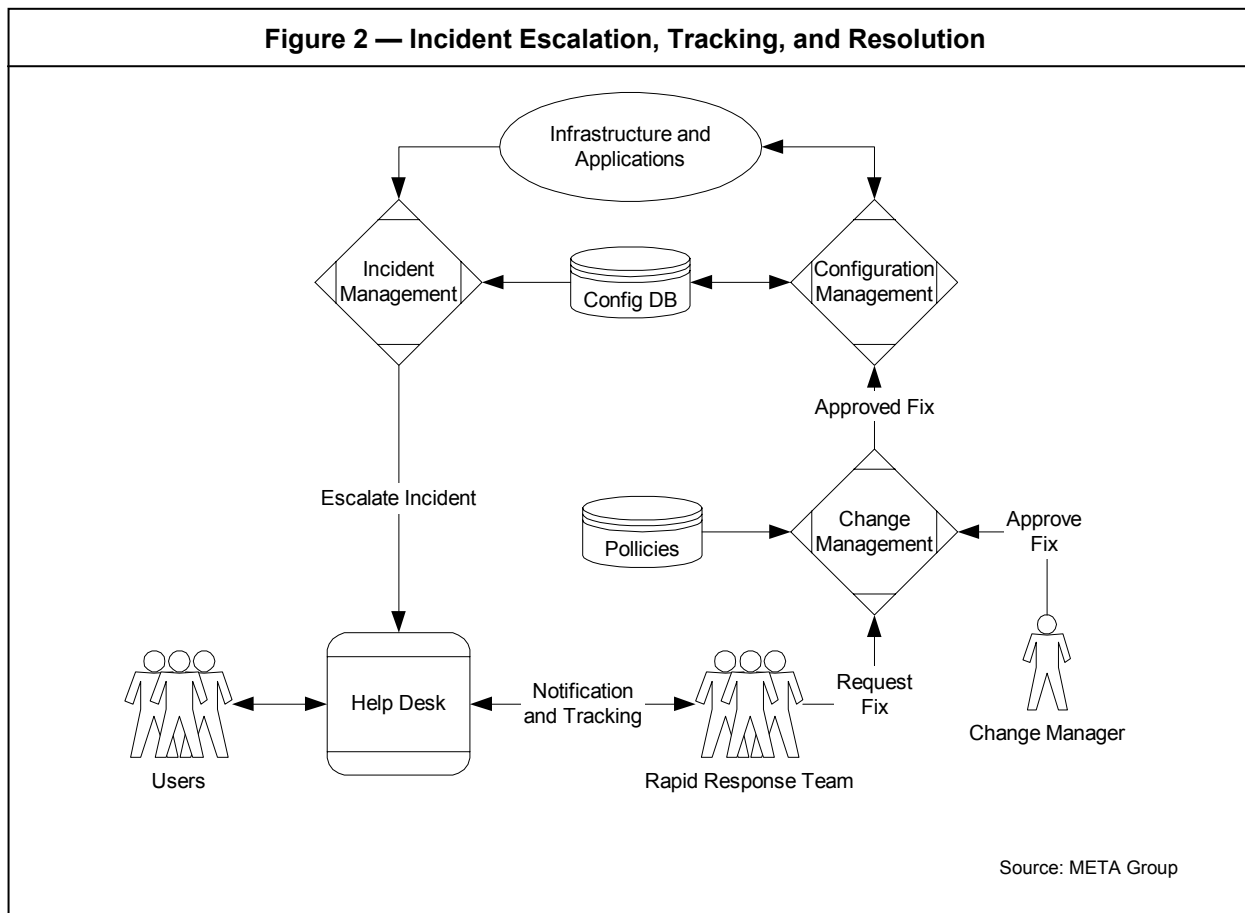 Figure 2 — Incident Escalation, Tracking, and Resolution
Infrastructure and
Applications
Incident
Management
Config DB
Configuration
Management
Approved Fix
Escalate Incident
Pollicies
Change
Management
Approve
Fix
Help Desk
Notification
and Tracking
Request
Fix
Change Manager
Users
Rapid Response Team
Source: META Group